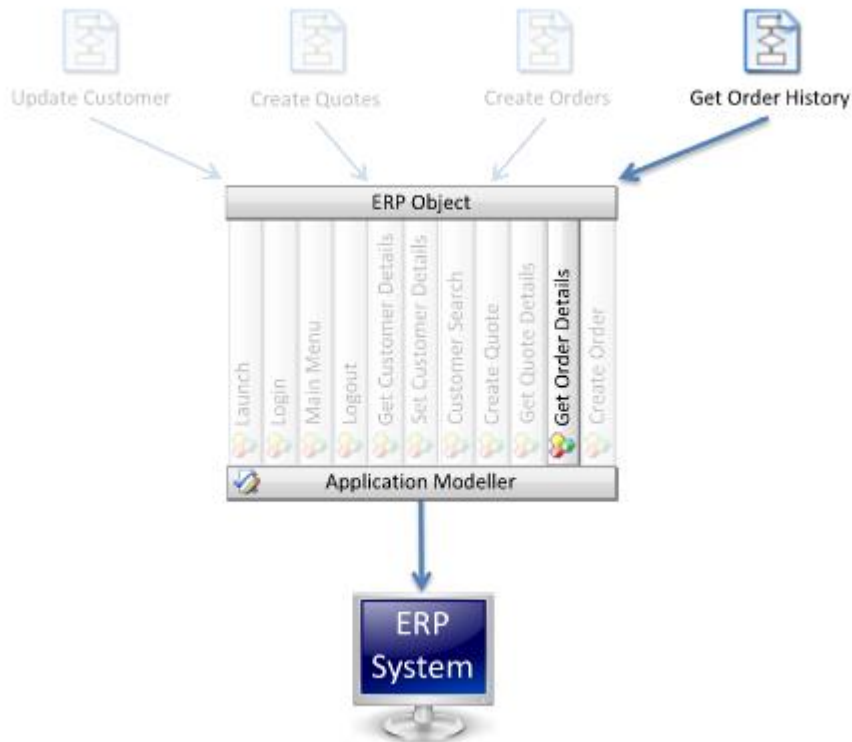 Update Customer
Create Quotes
Create Orders
Get Order History
ERP Object
Launch
Login
Main Menu
Logout
Get Customer Details
Set Customer Details
Customer Search
Create Quote
Get Quote Details
Get Order Details
Create Order
Application Modeller
ERP
System